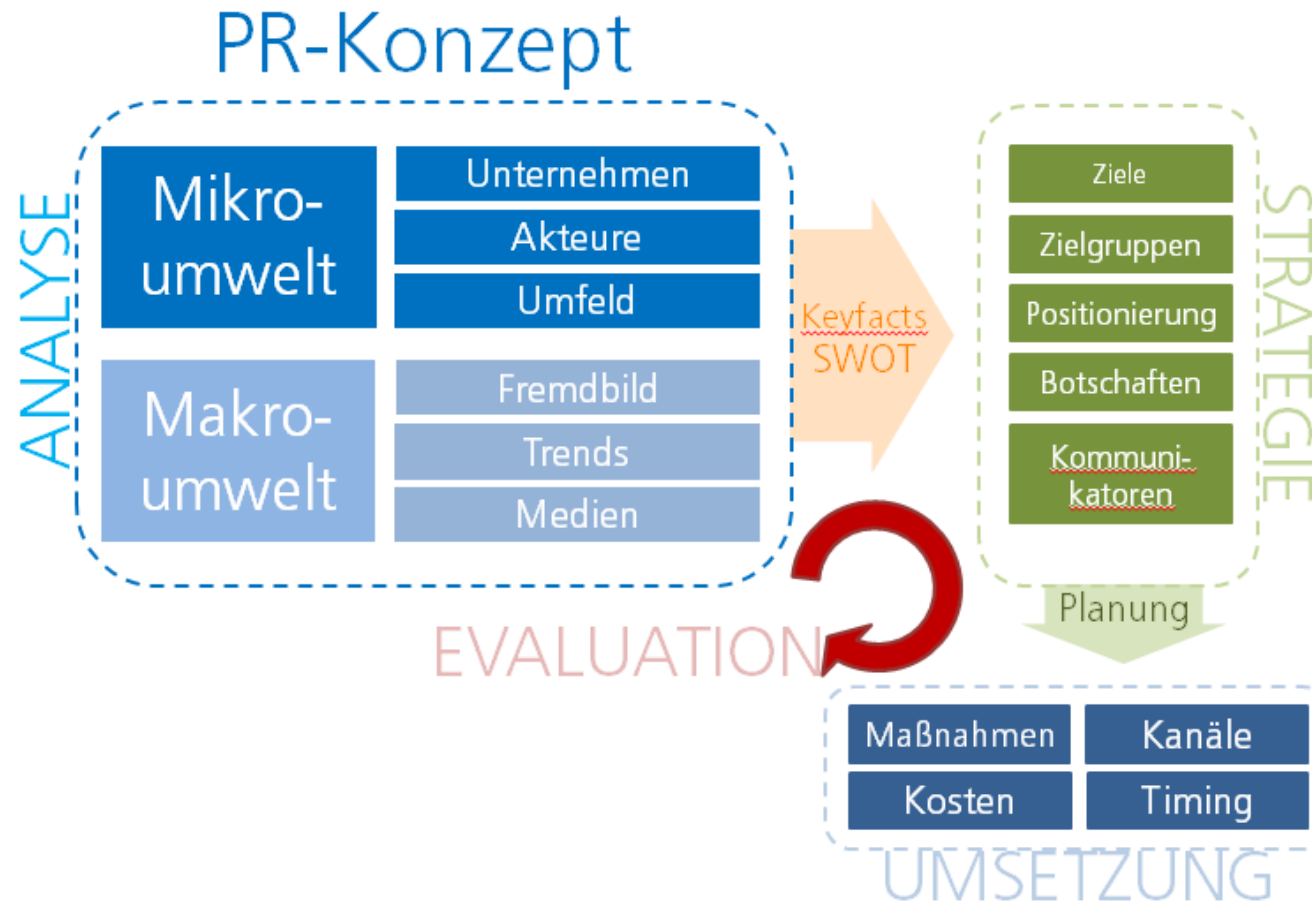 PR-Konzept
ANALYSE
Mikro-
umwelt
Unternehmen
Akteure
Umfeld
Makro-
umwelt
Fremdbild
Trends
Medien
Keyfacts
SWOT
STRATEGIE
Ziele
Zielgruppen
Positionierung
Botschaften
Kommuni-
katoren
Planung
EVALUATION
Maßnahmen
Kanäle
Kosten
Timing
UMSETZUNG